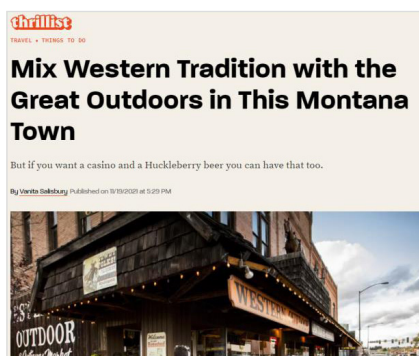 thrillist
TRAVEL • THINGS TO DO
Mix Western Tradition with the
Great Outdoors in This Montana
Town
But if you want a casino and a Huckleberry beer you can have that too.
By Vanita Salisbury Published on 11/19/2021 at 5:29 PM
WESTERN
OUTDOOR